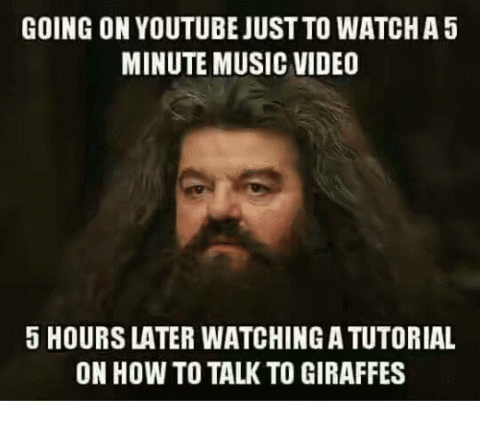 GOING ON YOUTUBE JUST TO WATCH A 5
MINUTE MUSIC VIDEO
5 HOURS LATER WATCHING A TUTORIAL
ON HOW TO TALK TO GIRAFFES